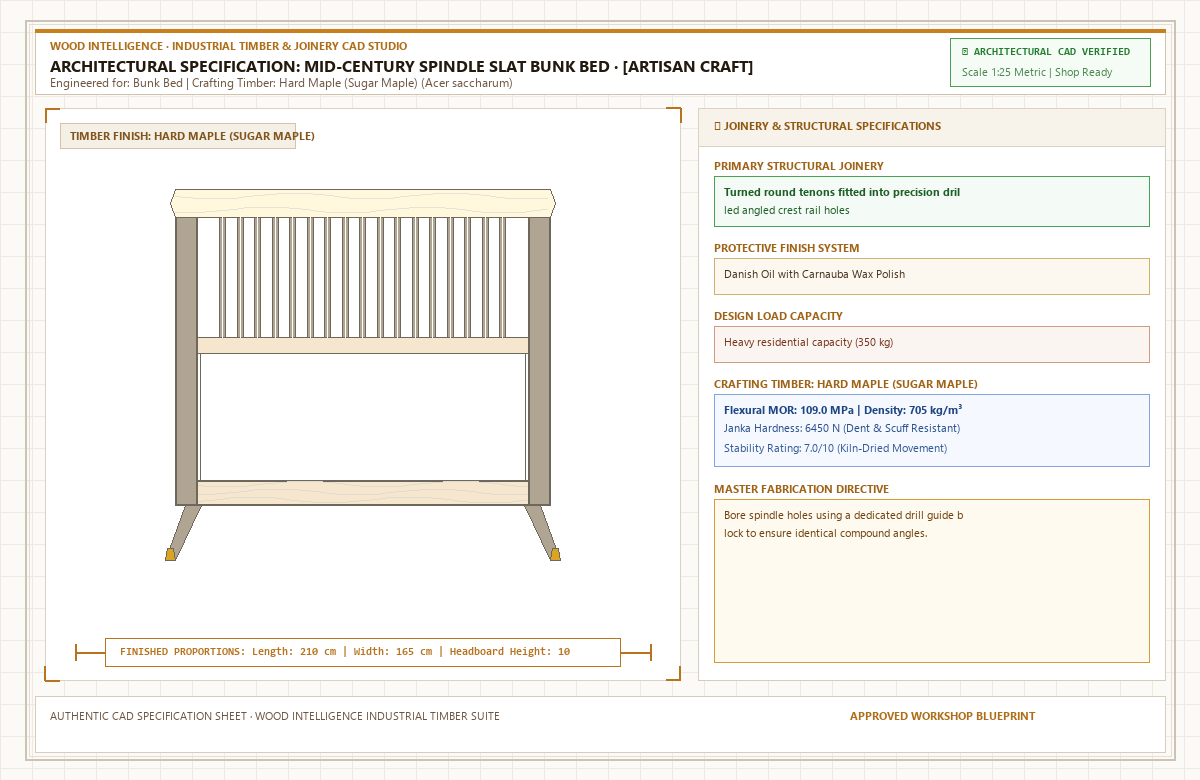 WOOD INTELLIGENCE · INDUSTRIAL TIMBER & JOINERY CAD STUDIO
ARCHITECTURAL SPECIFICATION: MID-CENTURY SPINDLE SLAT BUNK BED · [ARTISAN CRAFT]
Engineered for: Bunk Bed | Crafting Timber: Hard Maple (Sugar Maple) (Acer saccharum)
ARCHITECTURAL CAD VERIFIED
Scale 1:25 Metric | Shop Ready
TIMBER FINISH: HARD MAPLE (SUGAR MAPLE)
FINISHED PROPORTIONS: Length: 210 cm | Width: 165 cm | Headboard Height: 10
JOINERY & STRUCTURAL SPECIFICATIONS
PRIMARY STRUCTURAL JOINERY
Turned round tenons fitted into precision dril
led angled crest rail holes
PROTECTIVE FINISH SYSTEM
Danish Oil with Carnauba Wax Polish
DESIGN LOAD CAPACITY
Heavy residential capacity (350 kg)
CRAFTING TIMBER: HARD MAPLE (SUGAR MAPLE)
Flexural MOR: 109.0 MPa | Density: 705 kg/m³
Janka Hardness: 6450 N (Dent & Scuff Resistant)
Stability Rating: 7.0/10 (Kiln-Dried Movement)
MASTER FABRICATION DIRECTIVE
Bore spindle holes using a dedicated drill guide b
lock to ensure identical compound angles.
AUTHENTIC CAD SPECIFICATION SHEET · WOOD INTELLIGENCE INDUSTRIAL TIMBER SUITE
APPROVED WORKSHOP BLUEPRINT